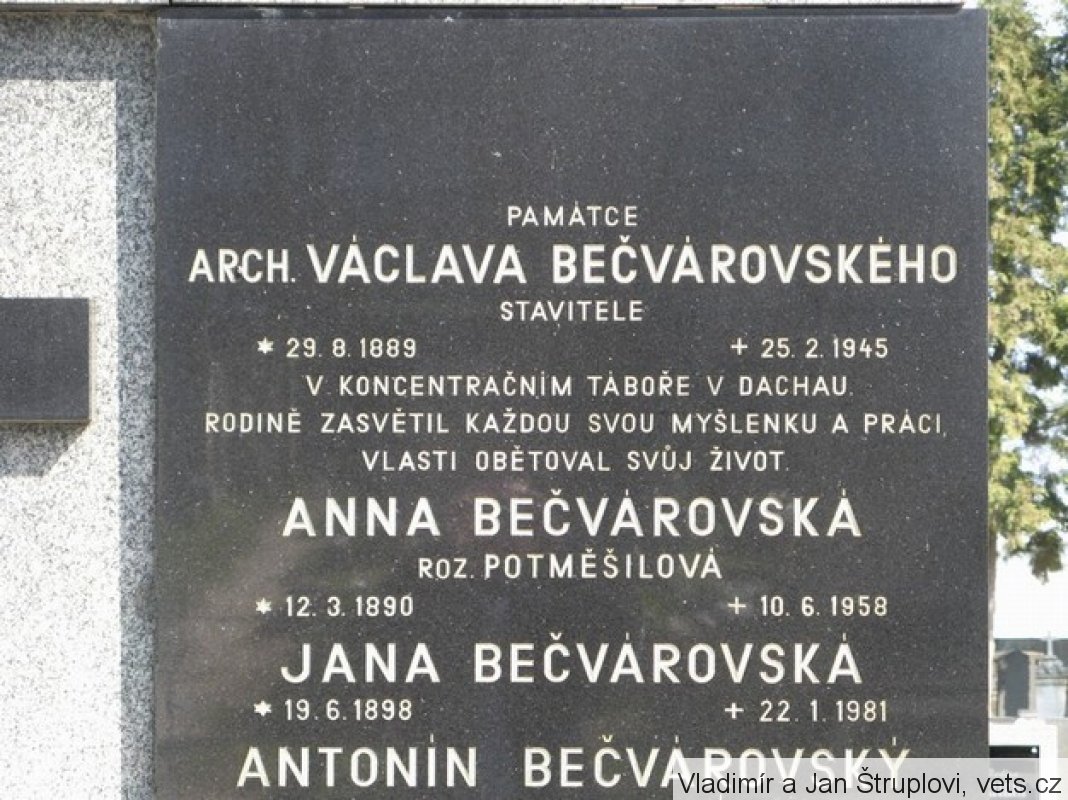 PAMÁTCE
ARCH. VÁCLAVA BEČVÁROVSKÉHO
STAVITELE
* 29. 8. 1889 + 25. 2. 1945
V KONCENTRAČNÍM TÁBOŘE V DACHAU.
RODINĚ ZASVĚTIL KAŽDOU SVOU MYŠLENKU A PRÁCI,
VLASTI OBĚTOVAL SVŮJ ŽIVOT.
ANNA BEČVÁROVSKÁ
ROZ. POTMĚŠILOVÁ
* 12. 3. 1890 + 10. 6. 1958
JANA BEČVÁROVSKÁ
* 19. 6. 1898 + 22. 1. 1981
ANTONÍN BEČVÁROVSKÝ
Vladimír a Jan Štruplovi, vets.cz